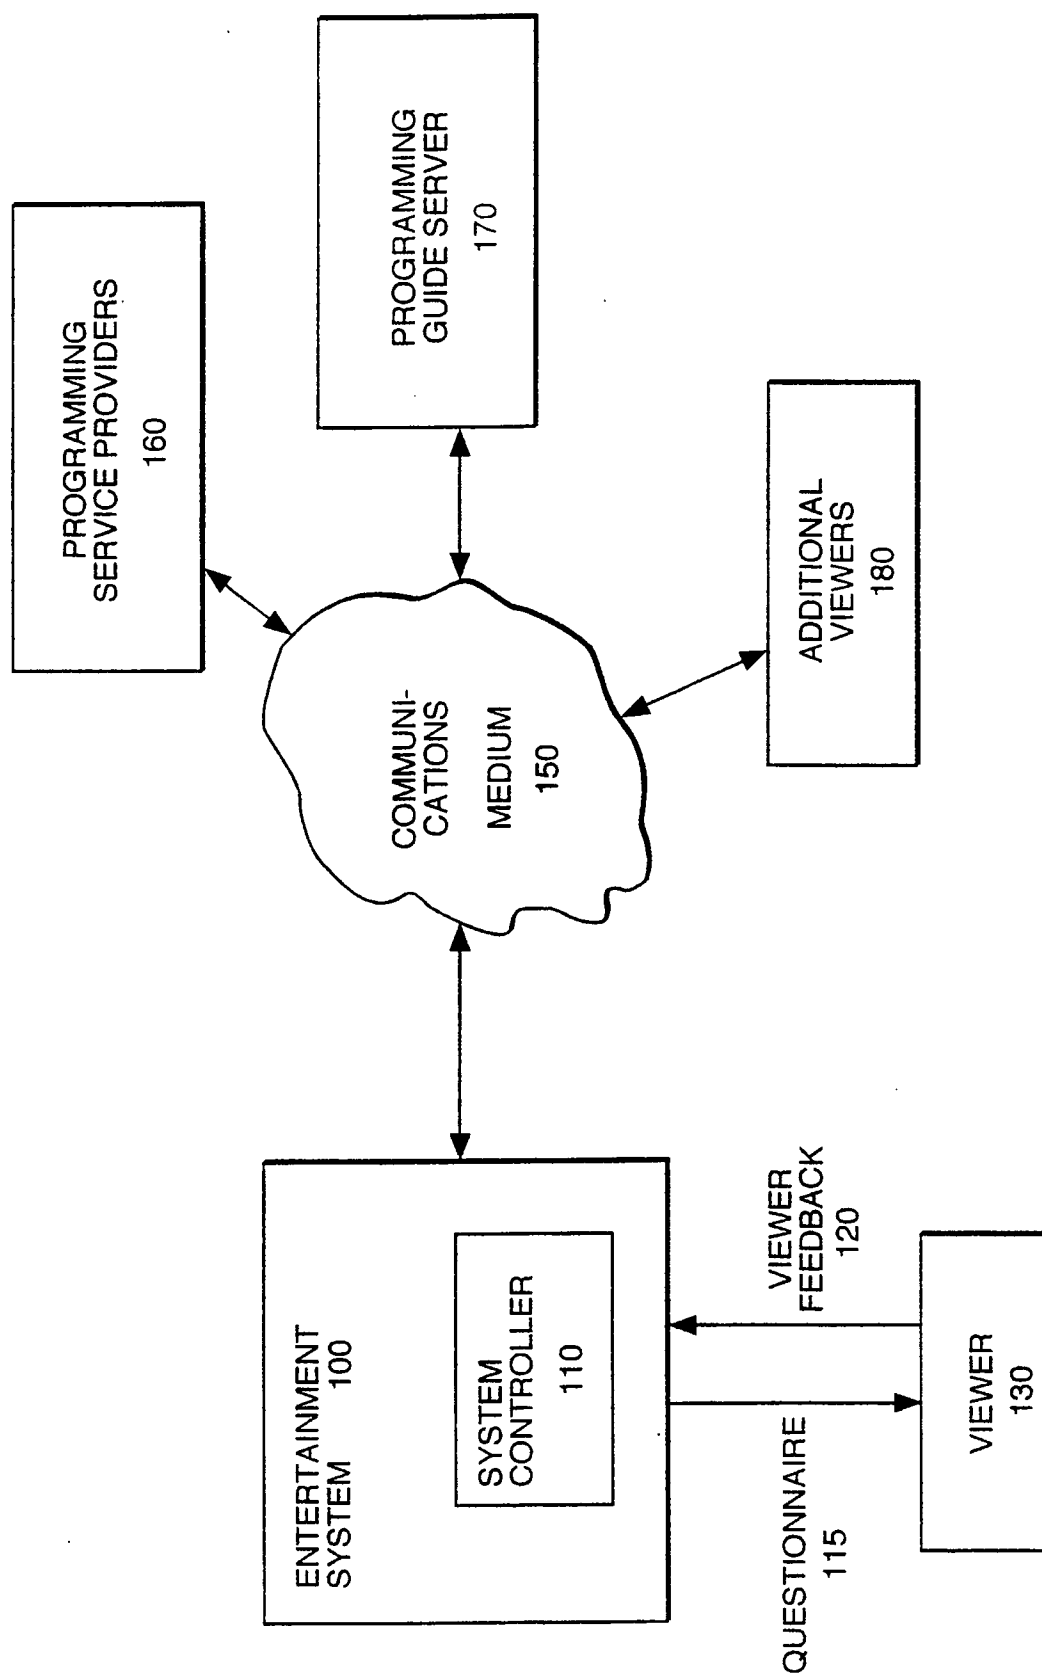 PROGRAMMING
SERVICE PROVIDERS
160
PROGRAMMING
GUIDE SERVER
170
ENTERTAINMENT
SYSTEM 100
SYSTEM
CONTROLLER
110
COMMUNI-
CATIONS
MEDIUM
150
ADDITIONAL
VIEWERS
180
QUESTIONNAIRE
115
VIEWER
FEEDBACK
120
VIEWER
130